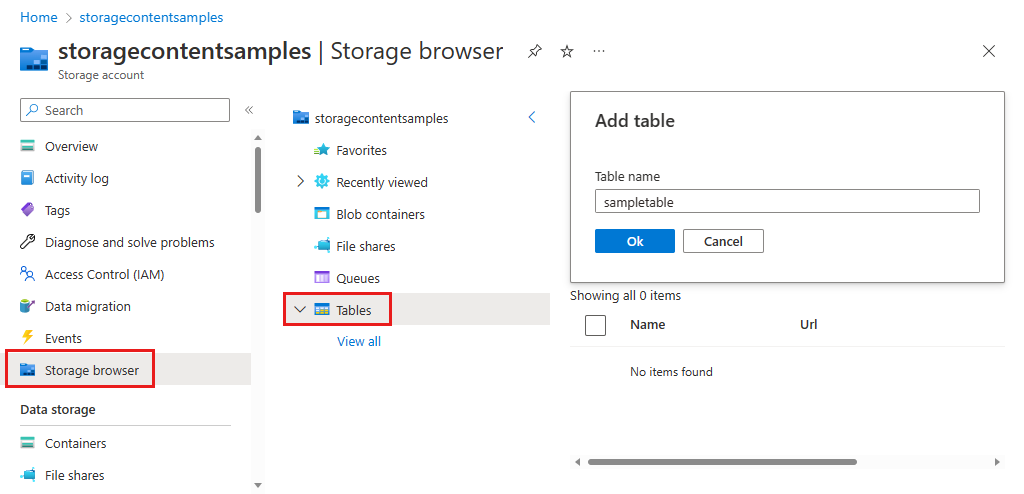 Home > storagecontentsamples
storagecontentsamples | Storage browser
Storage account
Search
Overview
Activity log
Tags
Diagnose and solve problems
Access Control (IAM)
Data migration
Events
Storage browser
Data storage
Containers
File shares
storagecontentsamples
Favorites
Recently viewed
Blob containers
File shares
Queues
Tables
View all
Add table
Table name
sampletable
Ok Cancel
Showing all 0 items
Name Url
No items found